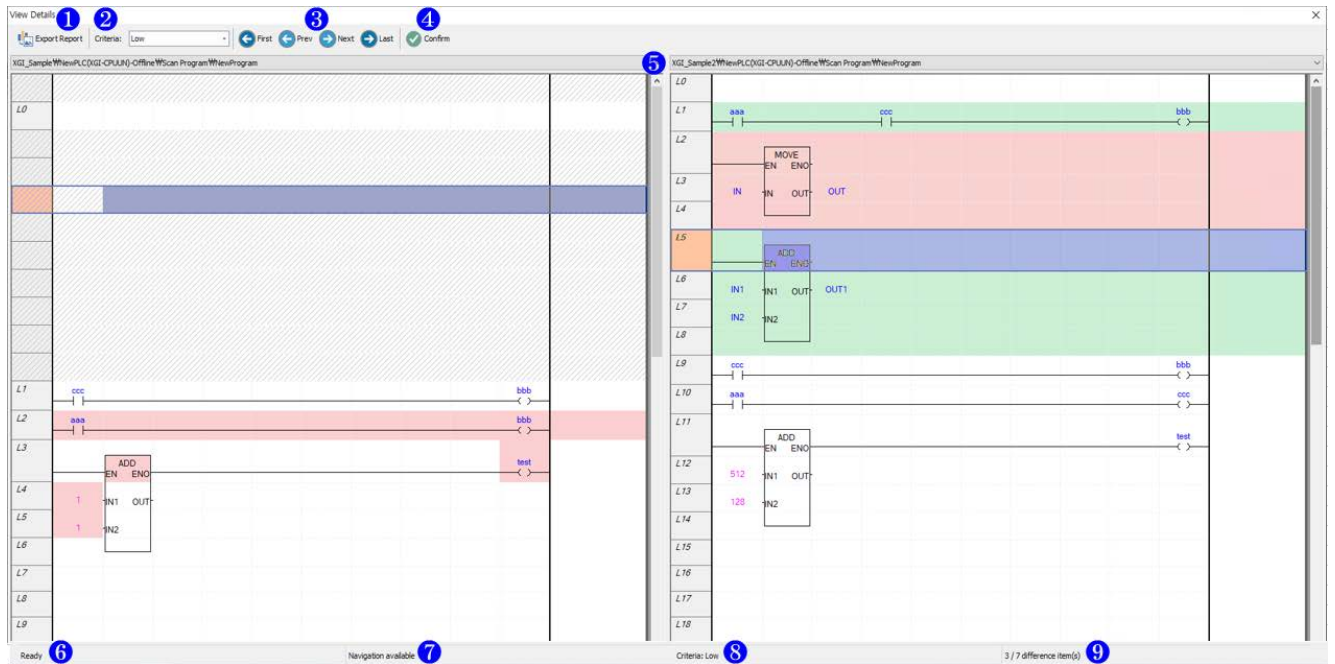 View Details
1 2 3 4
Export Report Criteria: Low First Prev Next Last Confirm
XGI_Sample₩NewPLC(XGI-CPUUN)-Offline₩Scan Program₩NewProgram
5
XGI_Sample2₩NewPLC(XGI-CPUUN)-Offline₩Scan Program₩NewProgram
L0
L1
ccc bbb
L2
aaa bbb
L3
ADD test
EN ENO
L4
1 IN1 OUT
L5
1 IN2
L6
L7
L8
L9
L0
L1
aaa ccc bbb
L2
MOVE
EN ENO
L3
IN IN OUT OUT
L4
L5
ADD
EN ENO
L6
IN1 IN1 OUT OUT1
L7
IN2 IN2
L8
L9
ccc bbb
L10
aaa ccc
L11
ADD test
EN ENO
L12
512 IN1 OUT
L13
128 IN2
L14
L15
L16
L17
L18
Ready 6 Navigation available 7 Criteria: Low 8 3 / 7 difference item(s) 9